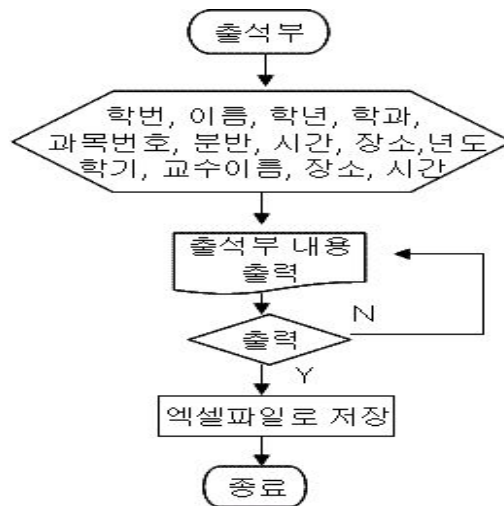 출석부
학번, 이름, 학년, 학과,
과목번호, 분반, 시간, 장소,년도
학기, 교수이름, 장소, 시간
출석부 내용
출력
N
출력
Y
엑셀파일로 저장
종료